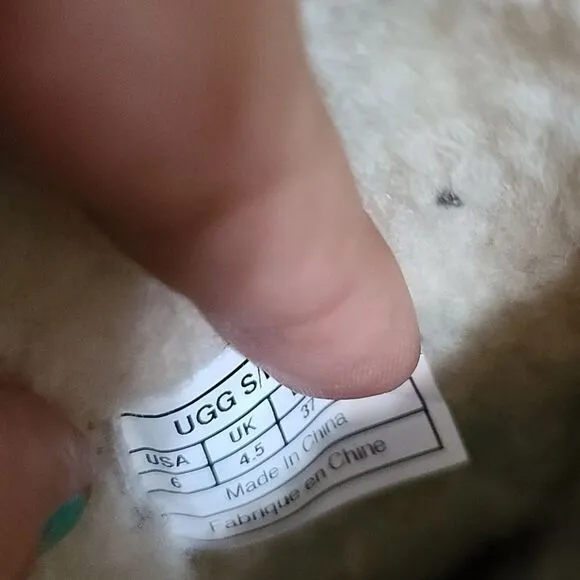 UGG S/
USA UK
6 4.5 37
Made In China
Fabrique en Chine